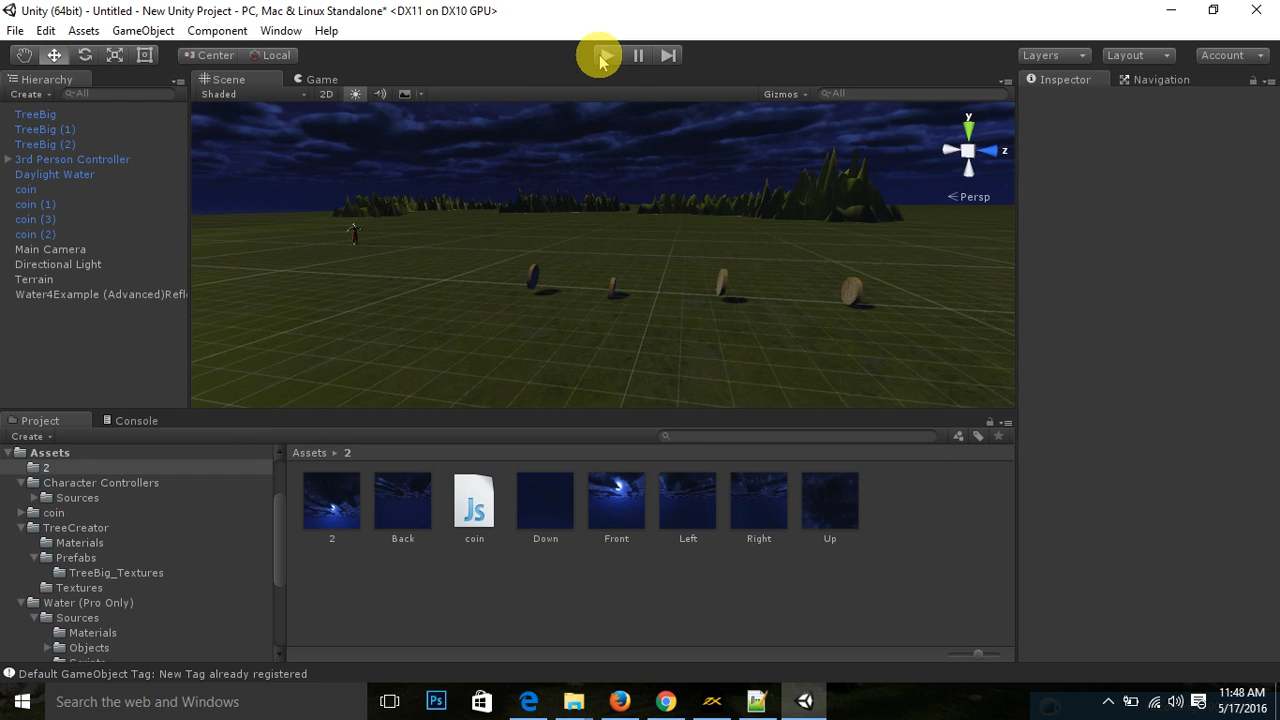 Unity (64bit) - Untitled - New Unity Project - PC, Mac & Linux Standalone* <DX11 on DX10 GPU>
File Edit Assets GameObject Component Window Help
Center Local Layers Layout Account
Hierarchy Scene Game Inspector Navigation
Create All Shaded 2D Gizmos All
TreeBig
TreeBig (1)
TreeBig (2)
3rd Person Controller
Daylight Water
coin
coin (1)
coin (3)
coin (2)
Main Camera
Directional Light
Terrain
Water4Example (Advanced)Refl
y
z
Persp
Project Console
Create
Assets
2
Character Controllers
Sources
coin
TreeCreator
Materials
Prefabs
TreeBig_Textures
Textures
Water (Pro Only)
Sources
Materials
Objects
Assets 2
Js
2 Back coin Down Front Left Right Up
Default GameObject Tag: New Tag already registered
Search the web and Windows
Ps
11:48 AM
5/17/2016